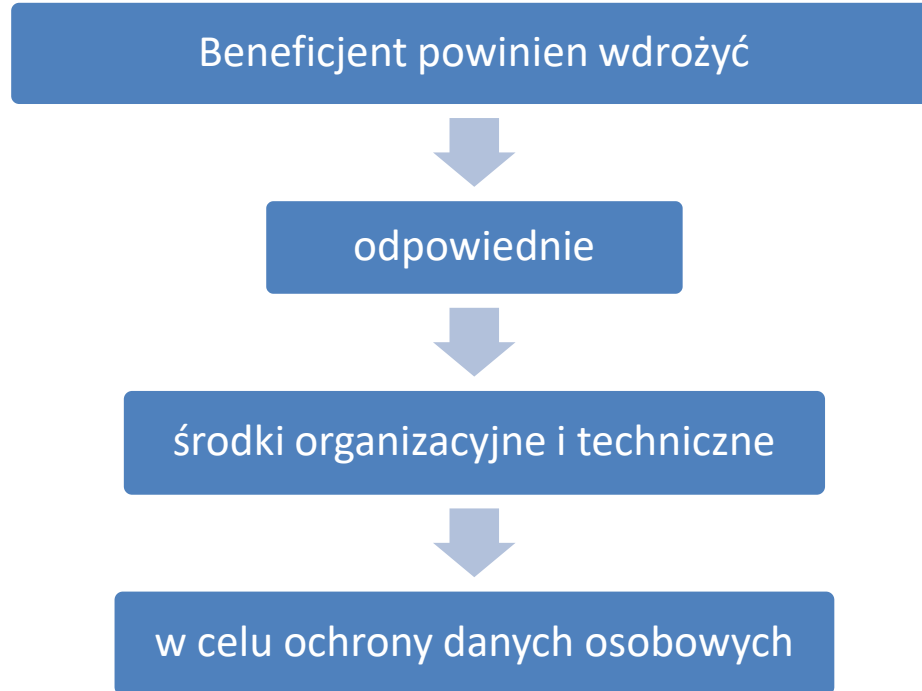 Beneficjent powinien wdrożyć
odpowiednie
środki organizacyjne i techniczne
w celu ochrony danych osobowych